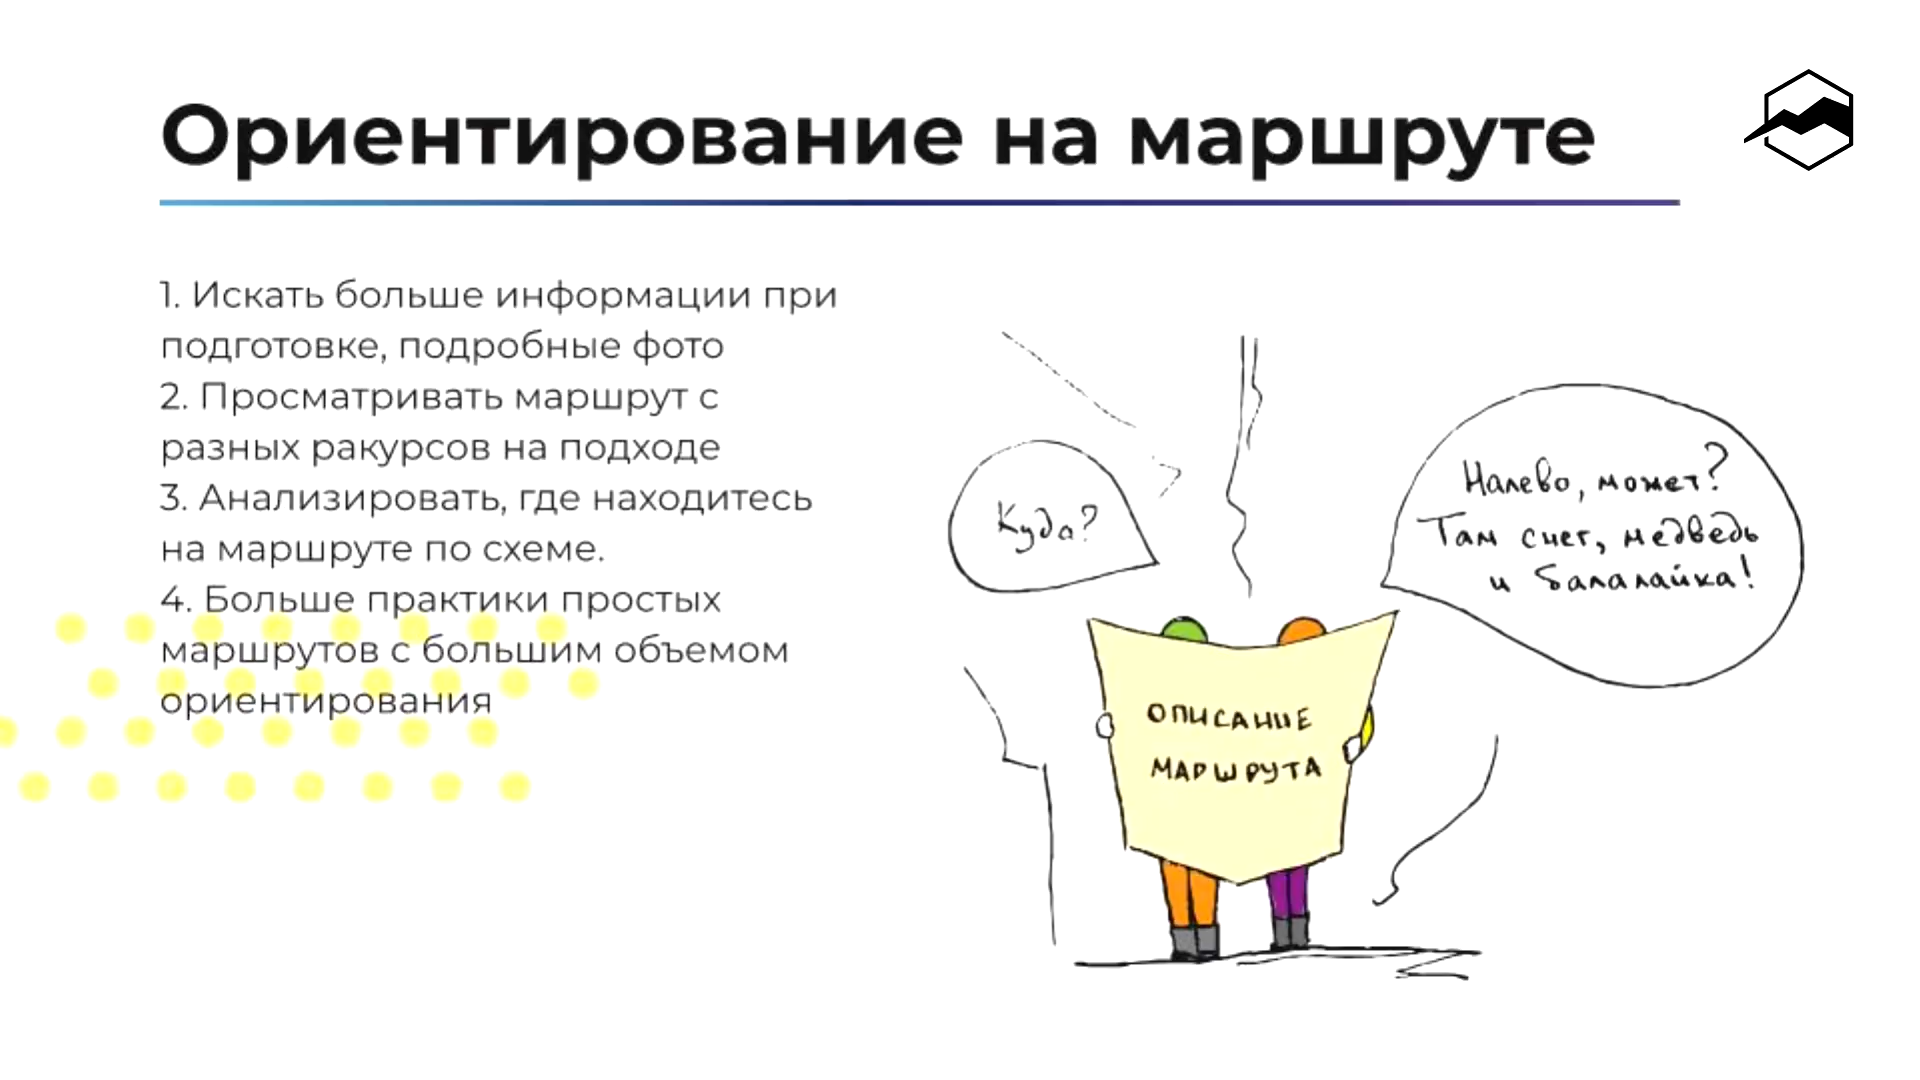 Ориентирование на маршруте
1. Искать больше информации при
подготовке, подробные фото
2. Просматривать маршрут с
разных ракурсов на подходе
3. Анализировать, где находитесь
на маршруте по схеме.
4. Больше практики простых
маршрутов с большим объемом
ориентирования
Куда?
Налево, может?
Там снег, медведь
и балалайка!
ОПИСАНИЕ
МАРШРУТА